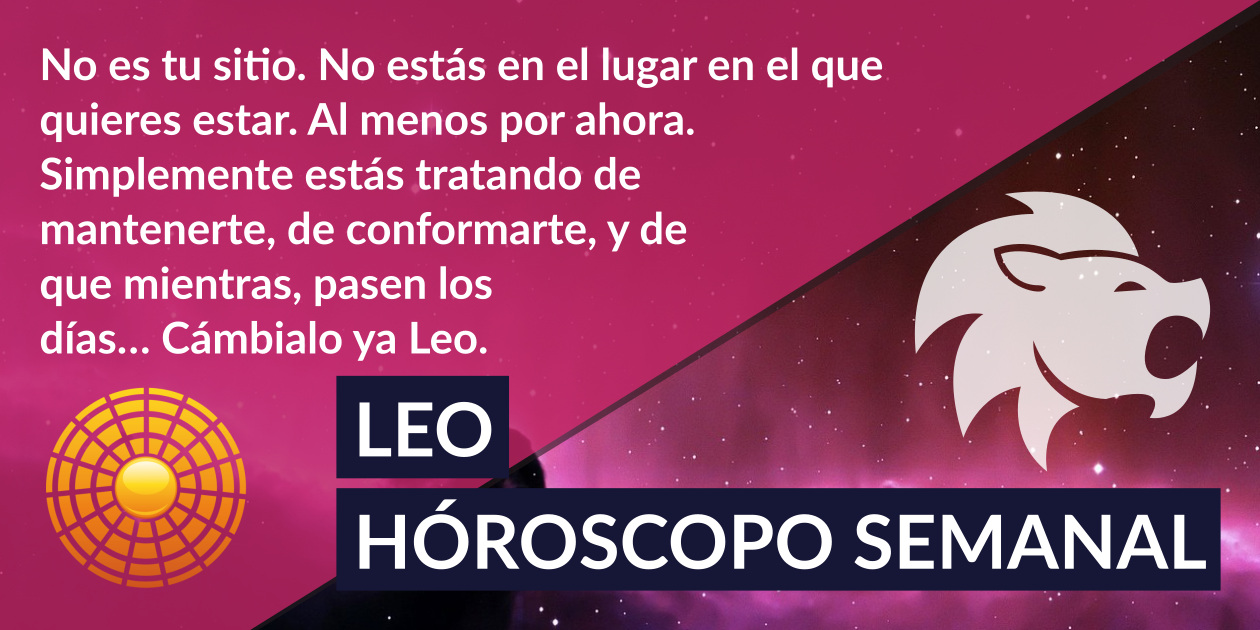 No es tu sitio. No estás en el lugar en el que
quieres estar. Al menos por ahora.
Simplemente estás tratando de
mantenerte, de conformarte, y de
que mientras, pasen los
días... Cámbialo ya Leo.
LEO
HÓROSCOPO SEMANAL